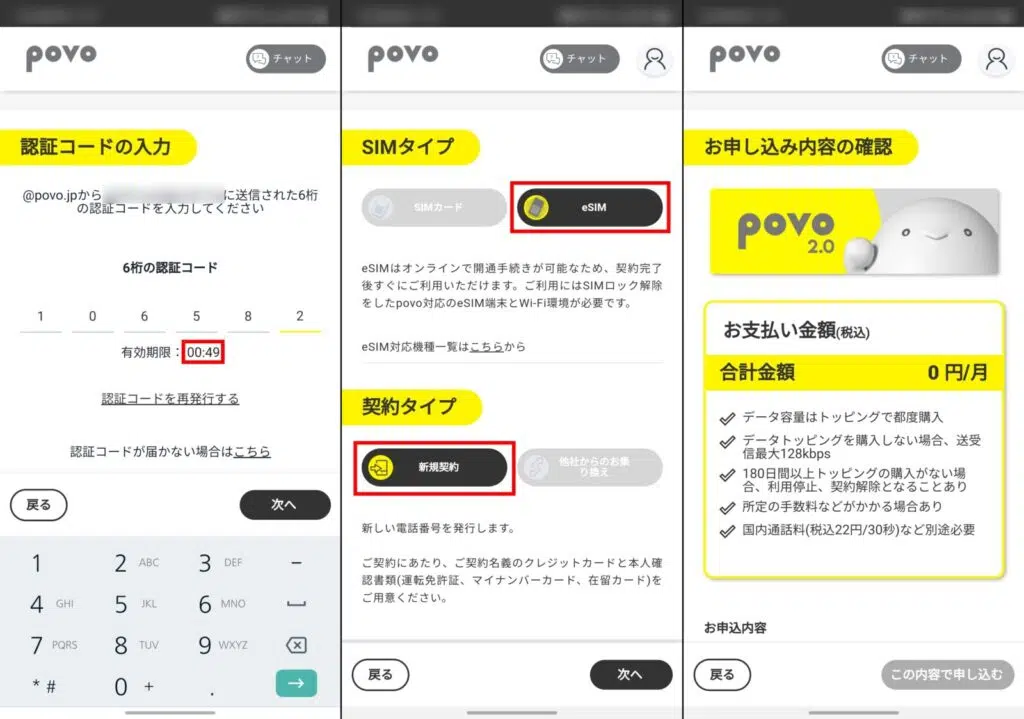 povo
チャット
認証コードの入力
@povo.jpから
に送信された6桁
の認証コードを入力してください
6桁の認証コード
1 0 6 5 8 2
有効期限：00:49
認証コードを再発行する
認証コードが届かない場合はこちら
戻る
次へ
1
2 ABC
3 DEF
−
4 GHI
5 JKL
6 MNO
7 PQRS
8 TUV
9 WXYZ
* #
0 +
.
povo
チャット
SIMタイプ
SIMカード
eSIM
eSIMはオンラインで開通手続きが可能なため、契約完了
後すぐにご利用いただけます。ご利用にはSIMロック解除
をしたpovo対応のeSIM端末とWi-Fi環境が必要です。
eSIM対応機種一覧はこちらから
契約タイプ
新規契約
他社からのお乗
り換え
新しい電話番号を発行します。
ご契約にあたり、ご契約名義のクレジットカードと本人確
認書類(運転免許証、マイナンバーカード、在留カード)を
ご用意ください。
戻る
次へ
povo
チャット
お申し込み内容の確認
povo
2.0
お支払い金額(税込)
合計金額
0 円/月
データ容量はトッピングで都度購入
データトッピングを購入しない場合、送受
信最大128kbps
180日間以上トッピングの購入がない場
合、利用停止、契約解除となることあり
所定の手数料などがかかる場合あり
国内通話料(税込22円/30秒)など別途必要
お申込内容
戻る
この内容で申し込む